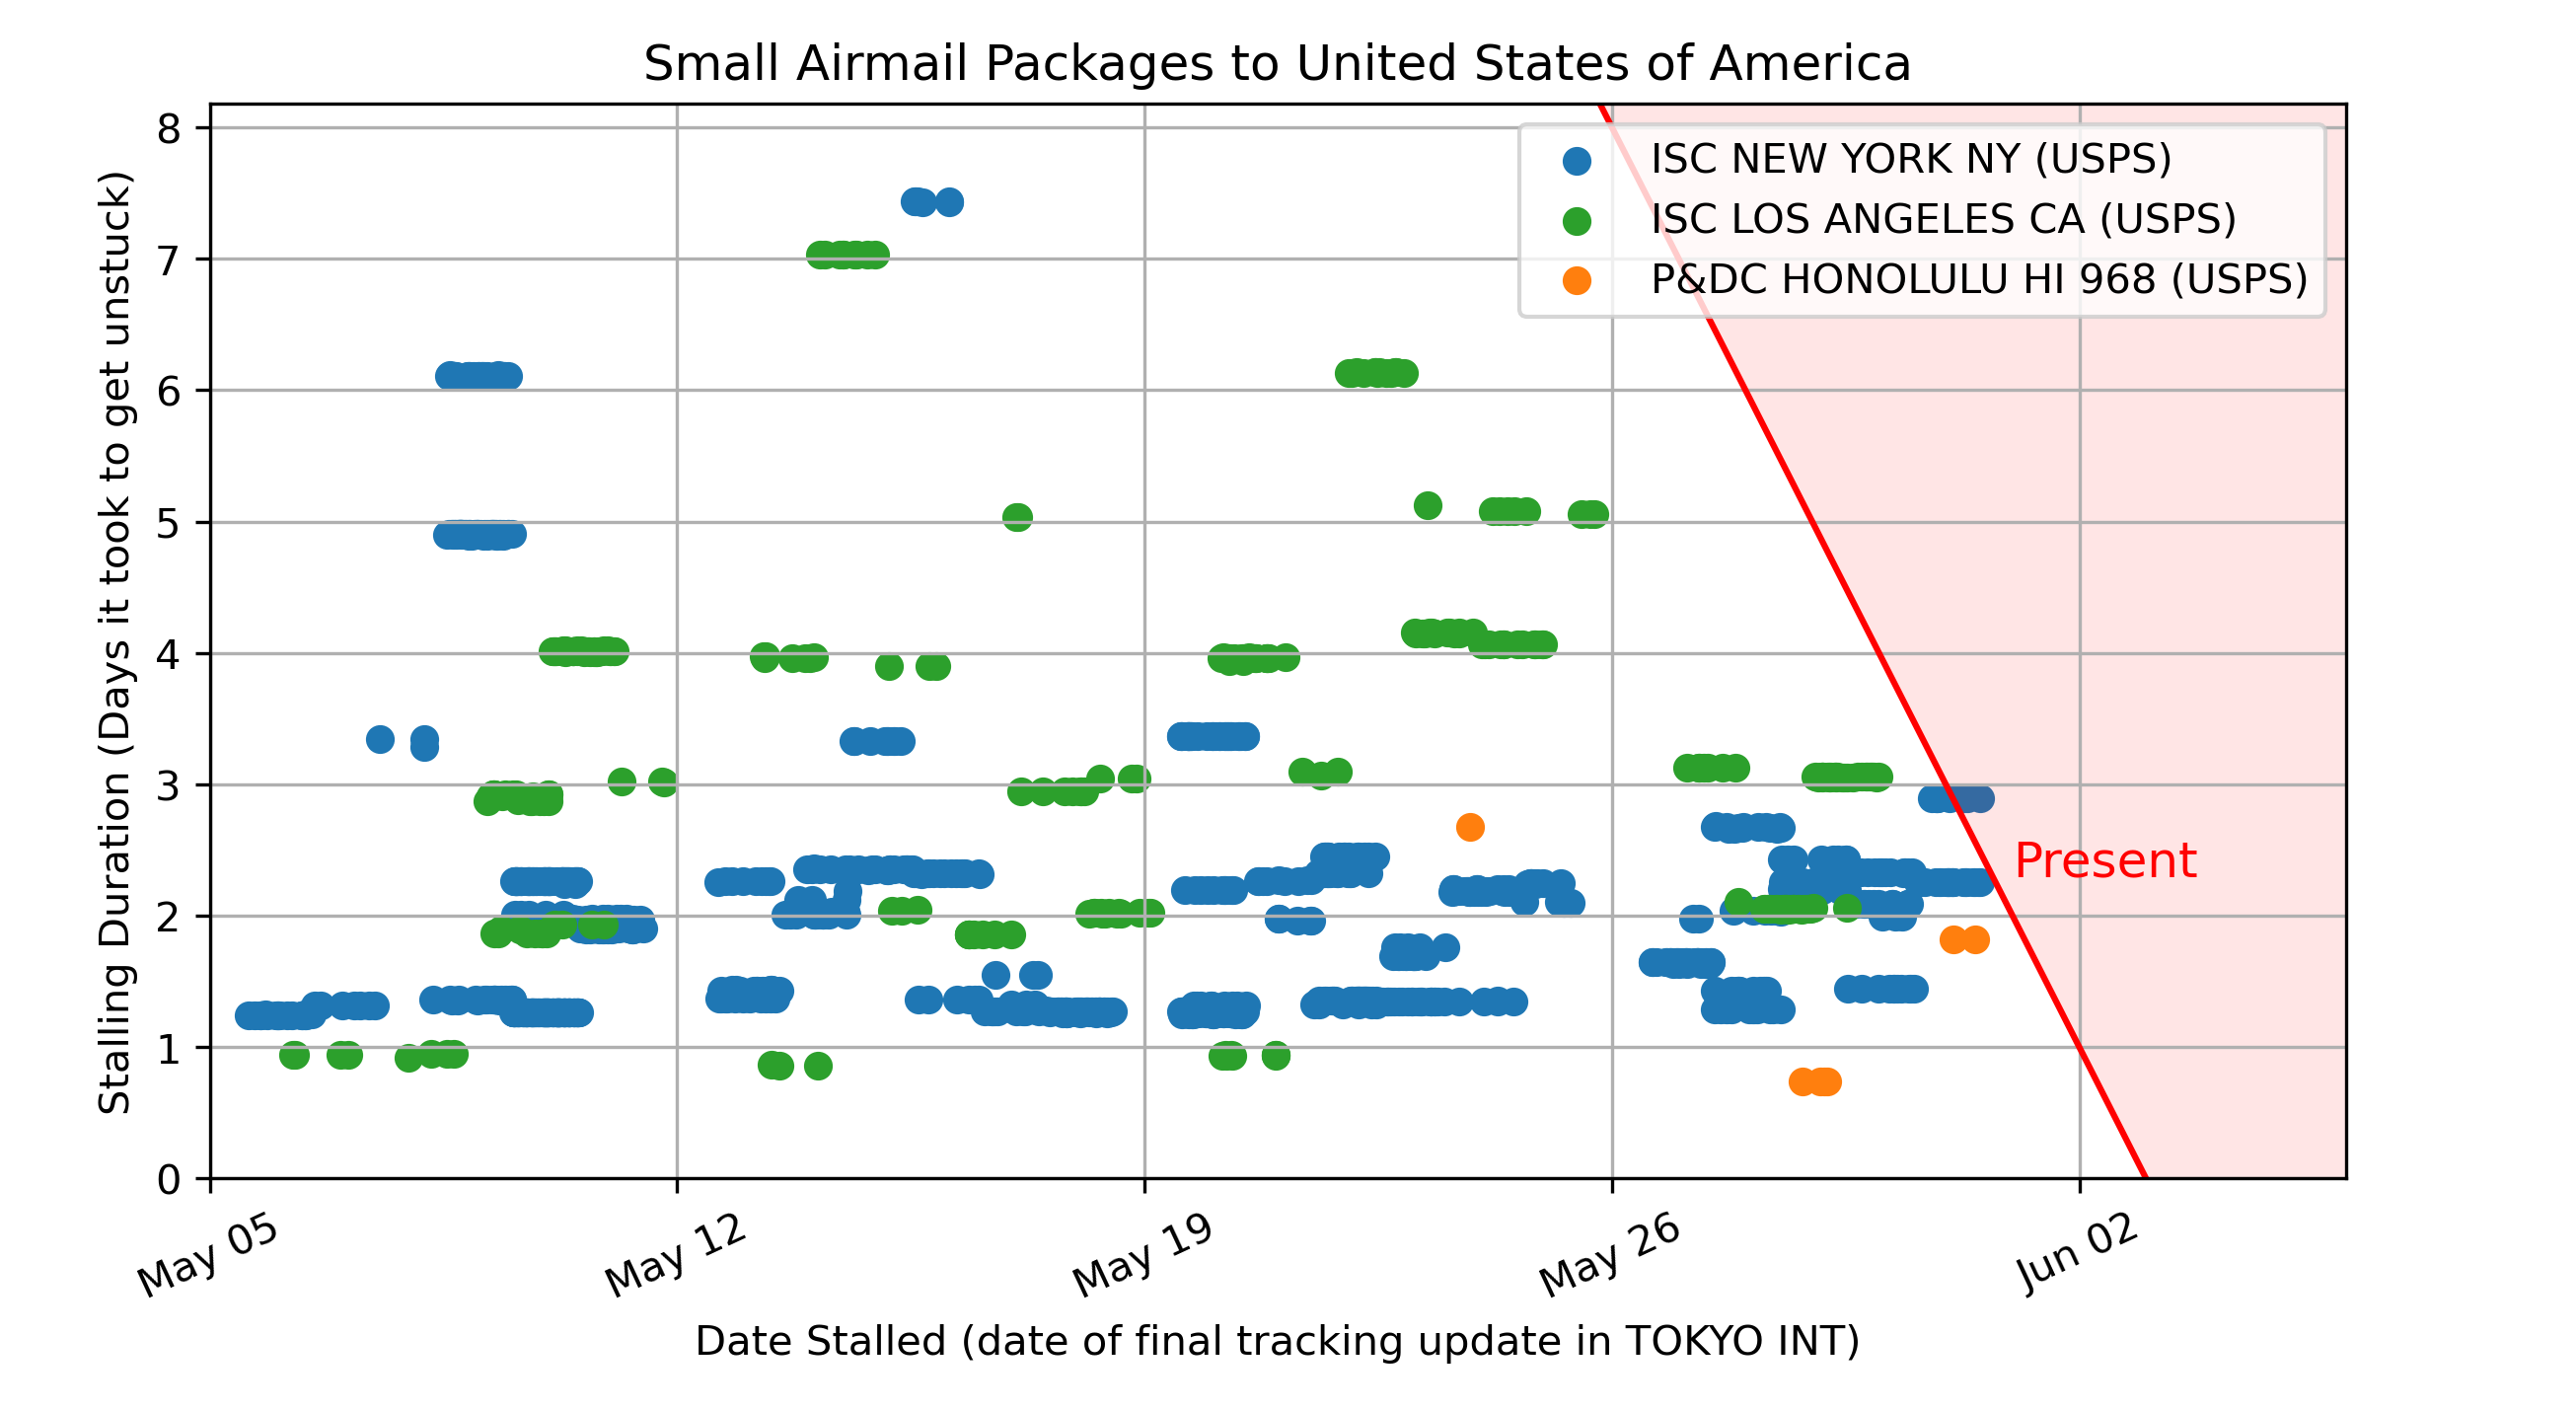 Small Airmail Packages to United States of America
Stalling Duration (Days it took to get unstuck)
8
7
6
5
4
3
2
1
0
ISC NEW YORK NY (USPS)
ISC LOS ANGELES CA (USPS)
P&DC HONOLULU HI 968 (USPS)
Present
May 05
May 12
May 19
May 26
Jun 02
Date Stalled (date of final tracking update in TOKYO INT)